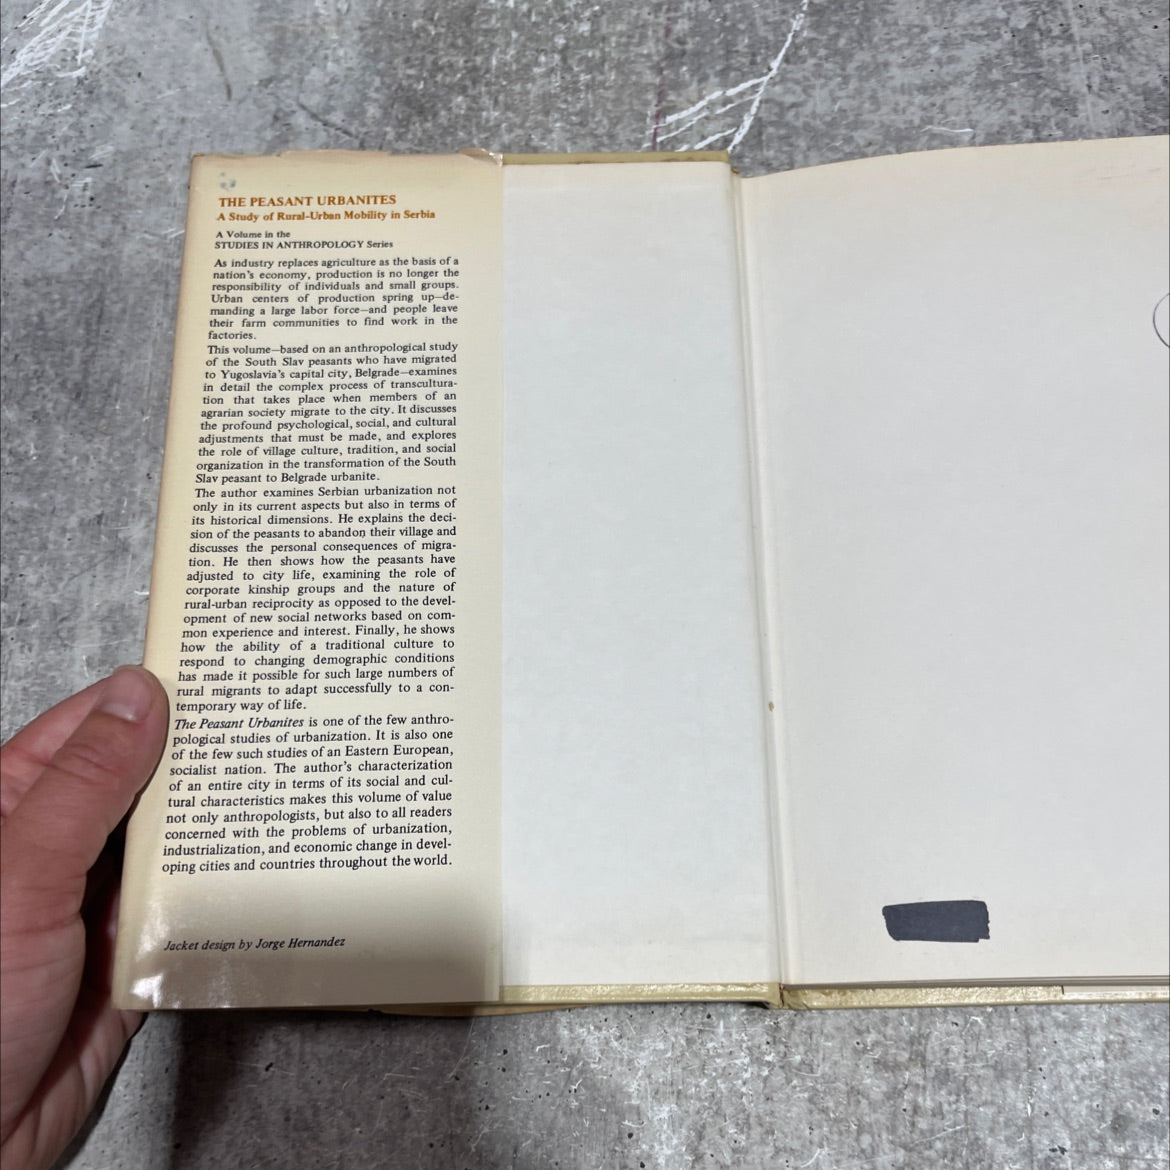 THE PEASANT URBANITES
A Study of Rural-Urban Mobility in Serbia
A Volume in the
STUDIES IN ANTHROPOLOGY Series
As industry replaces agriculture as the basis of a
nation's economy, production is no longer the
responsibility of individuals and small groups.
Urban centers of production spring up—de-
manding a large labor force—and people leave
their farm communities to find work in the
factories.
This volume—based on an anthropological study
of the South Slav peasants who have migrated
to Yugoslavia's capital city, Belgrade—examines
in detail the complex process of transcultura-
tion that takes place when members of an
agrarian society migrate to the city. It discusses
the profound psychological, social, and cultural
adjustments that must be made, and explores
the role of village culture, tradition, and social
organization in the transformation of the South
Slav peasant to Belgrade urbanite.
The author examines Serbian urbanization not
only in its current aspects but also in terms of
its historical dimensions. He explains the deci-
sion of the peasants to abandon their village and
discusses the personal consequences of migra-
tion. He then shows how the peasants have
adjusted to city life, examining the role of
corporate kinship groups and the nature of
rural-urban reciprocity as opposed to the devel-
opment of new social networks based on com-
mon experience and interest. Finally, he shows
how the ability of a traditional culture to
respond to changing demographic conditions
has made it possible for such large numbers of
rural migrants to adapt successfully to a con-
temporary way of life.
The Peasant Urbanites is one of the few anthro-
pological studies of urbanization. It is also one
of the few such studies of an Eastern European,
socialist nation. The author's characterization
of an entire city in terms of its social and cul-
tural characteristics makes this volume of value
not only anthropologists, but also to all readers
concerned with the problems of urbanization,
industrialization, and economic change in devel-
oping cities and countries throughout the world.
Jacket design by Jorge Hernandez